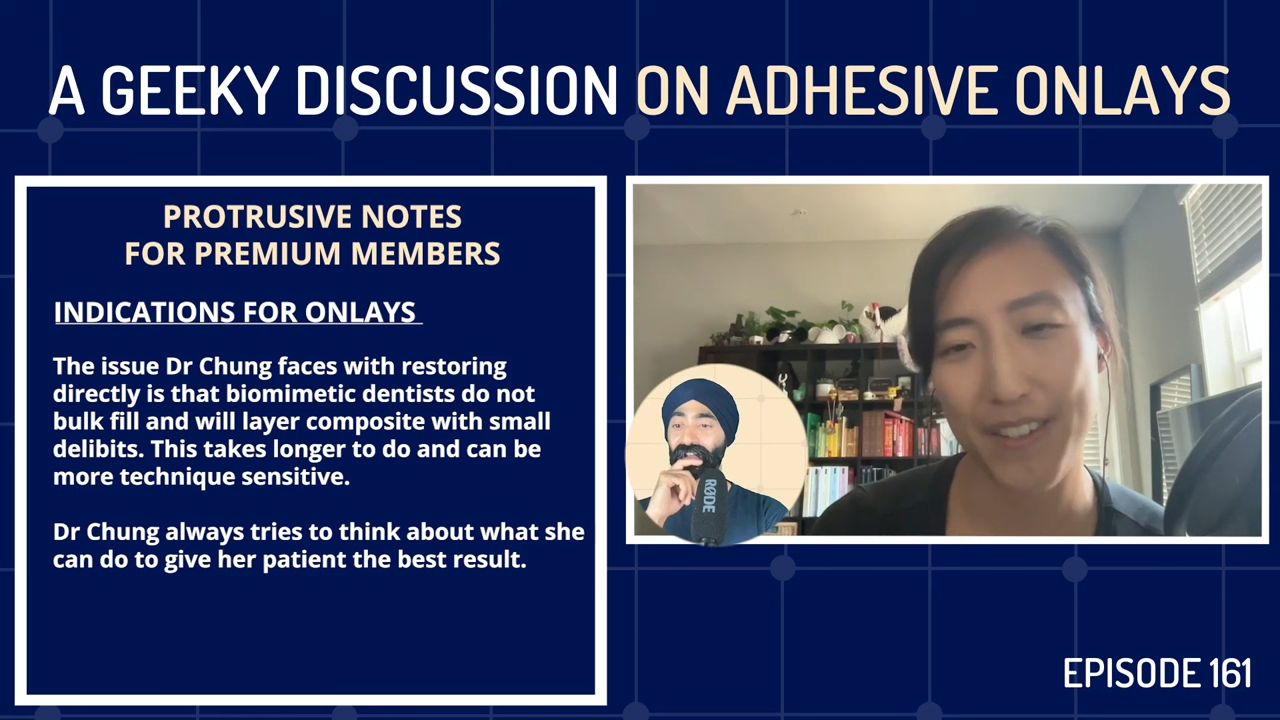 A GEEKY DISCUSSION ON ADHESIVE ONLAYS
PROTRUSIVE NOTES
FOR PREMIUM MEMBERS
INDICATIONS FOR ONLAYS
The issue Dr Chung faces with restoring
directly is that biomimetic dentists do not
bulk fill and will layer composite with small
delibits. This takes longer to do and can be
more technique sensitive.
Dr Chung always tries to think about what she
can do to give her patient the best result.
RØDE
EPISODE 161